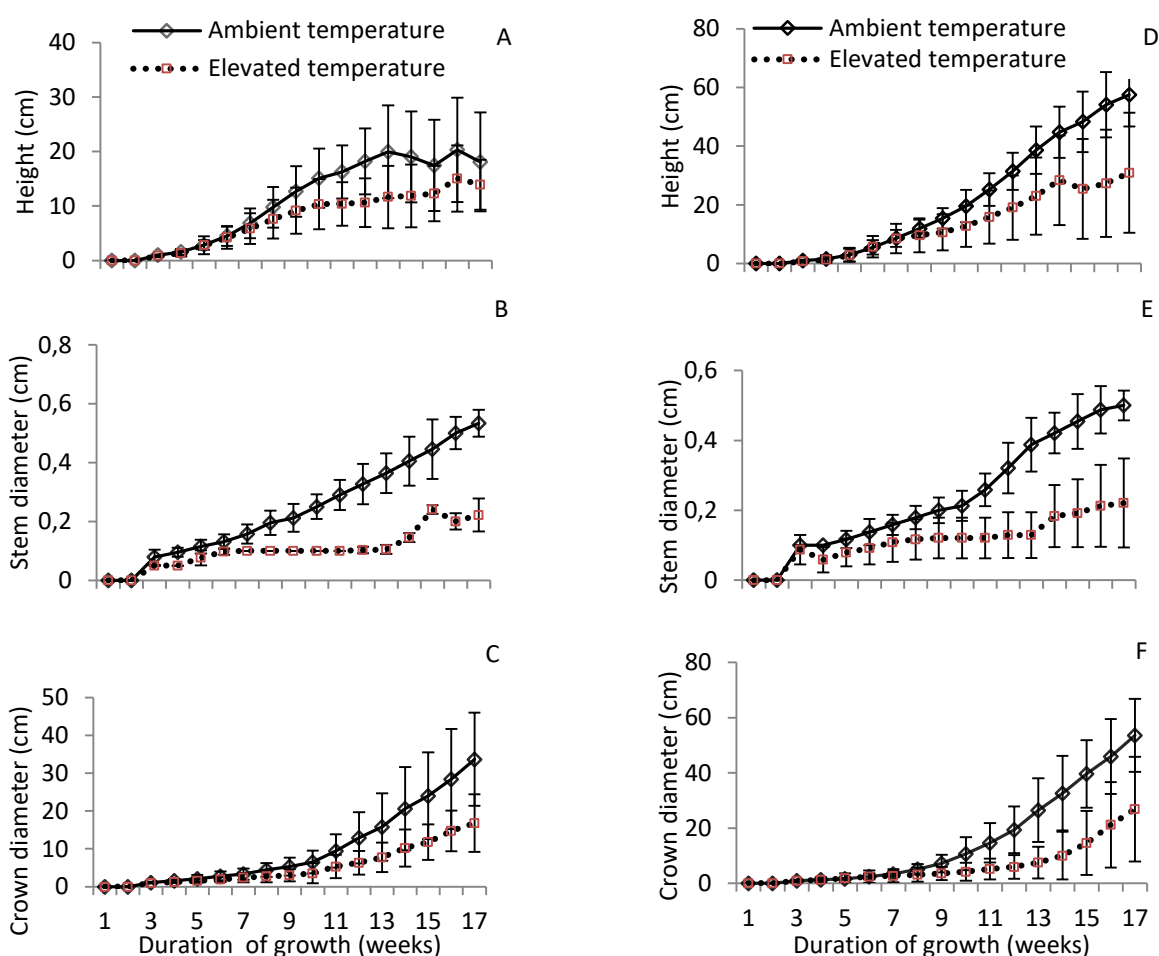 Ambient temperature
Elevated temperature
A
Height (cm)
40
30
20
10
0
Ambient temperature
Elevated temperature
D
Height (cm)
80
60
40
20
0
B
Stem diameter (cm)
0,8
0,6
0,4
0,2
0
E
Stem diameter (cm)
0,6
0,4
0,2
0
C
Crown diameter (cm)
50
40
30
20
10
0
1 3 5 7 9 11 13 15 17
Duration of growth (weeks)
F
Crown diameter (cm)
80
60
40
20
0
1 3 5 7 9 11 13 15 17
Duration of growth (weeks)